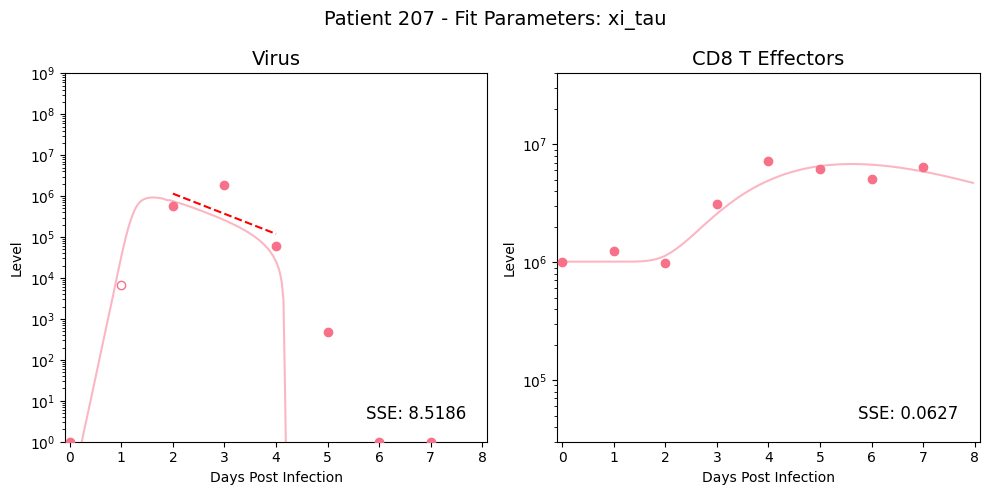 Patient 207 - Fit Parameters: xi_tau
Virus
CD8 T Effectors
Level
10⁹
10⁸
10⁷
10⁶
10⁵
10⁴
10³
10²
10¹
10⁰
SSE: 8.5186
0 1 2 3 4 5 6 7 8
Days Post Infection
Level
10⁷
10⁶
10⁵
SSE: 0.0627
0 1 2 3 4 5 6 7 8
Days Post Infection